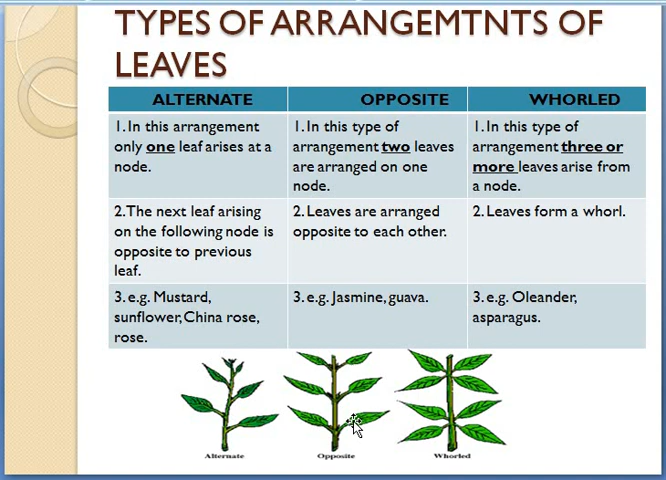 TYPES OF ARRANGEMTNTS OF
LEAVES
ALTERNATE
OPPOSITE
WHORLED
1.In this arrangement
only one leaf arises at a
node.
1.In this type of
arrangement two leaves
are arranged on one
node.
1.In this type of
arrangement three or
more leaves arise from
a node.
2.The next leaf arising
on the following node is
opposite to previous
leaf.
2. Leaves are arranged
opposite to each other.
2. Leaves form a whorl.
3. e.g. Mustard,
sunflower,China rose,
rose.
3. e.g. Jasmine, guava.
3. e.g. Oleander,
asparagus.
Alternate
Opposite
Whorled